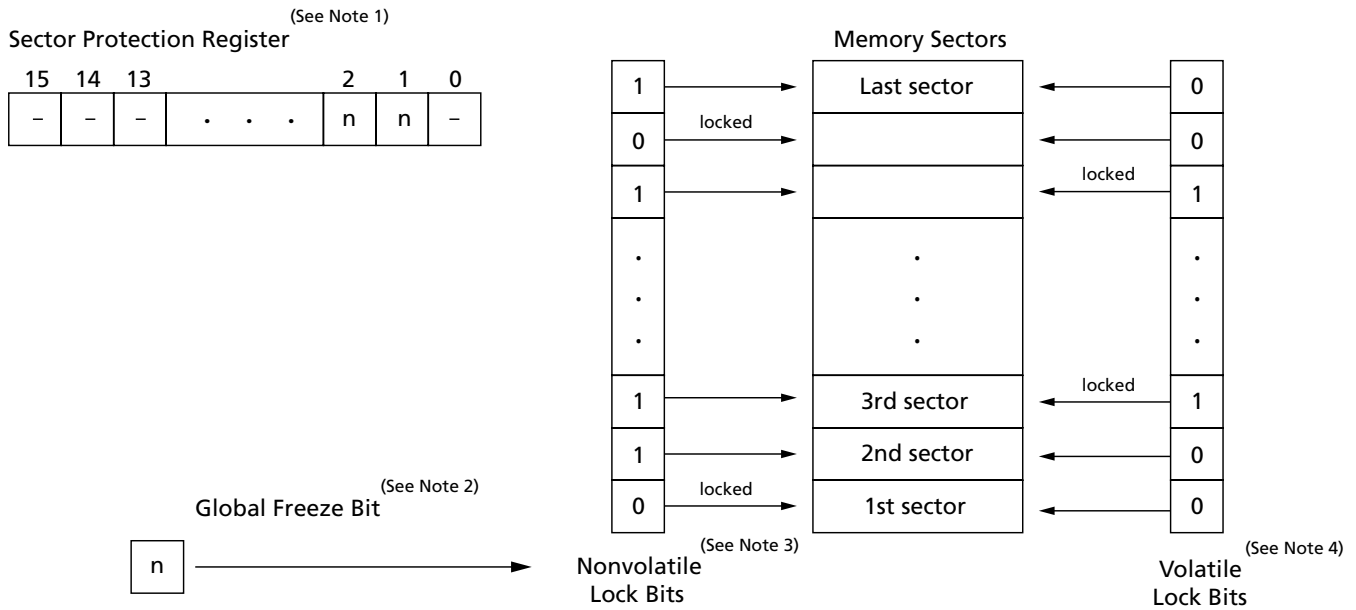 (See Note 1)
Sector Protection Register
15 14 13 2 1 0
– – – . . . n n –
Memory Sectors
1 Last sector 0
0 locked 0
1 locked 1
. . .
. . .
. . .
1 3rd sector locked 1
1 2nd sector 0
0 locked 1st sector 0
Global Freeze Bit (See Note 2)
n
Nonvolatile Lock Bits (See Note 3)
Volatile Lock Bits (See Note 4)